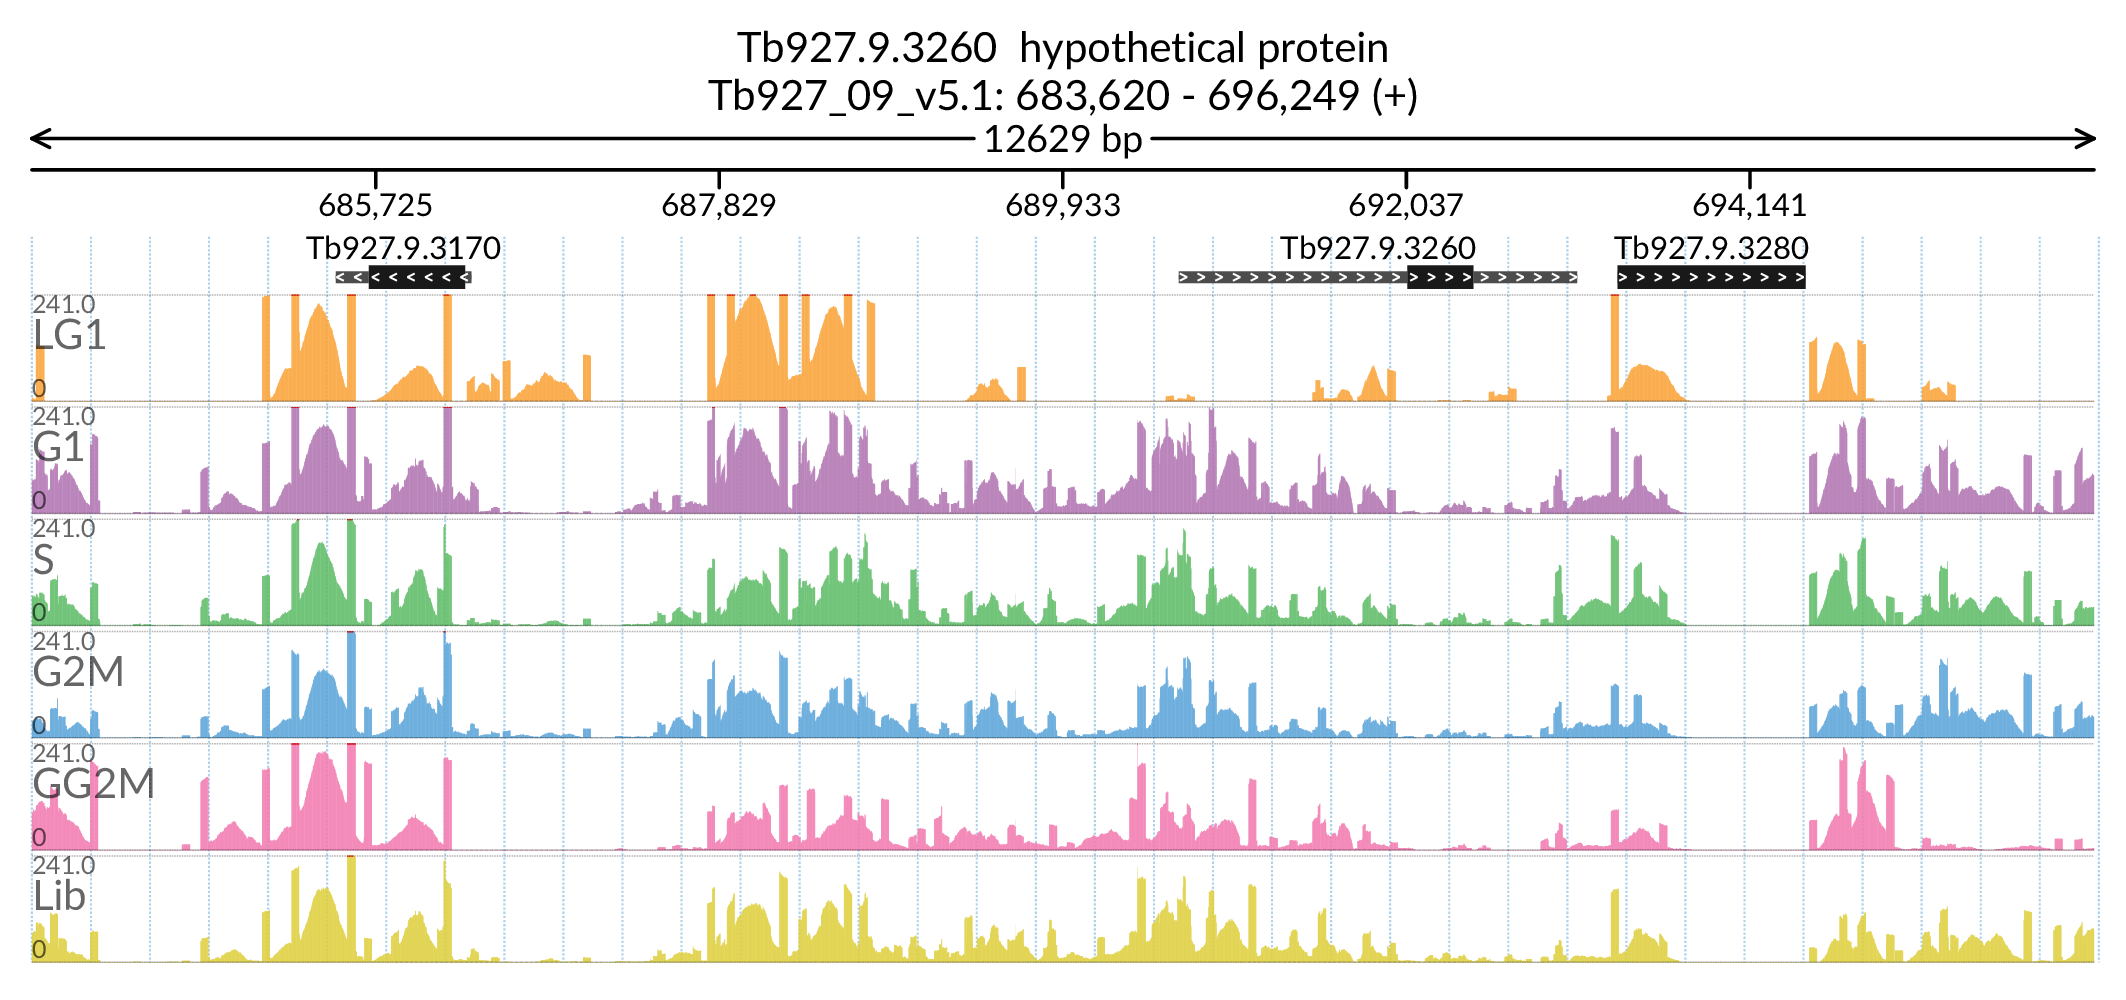 Tb927.9.3260  hypothetical protein
Tb927_09_v5.1: 683,620 - 696,249 (+)
12629 bp
685,725 687,829 689,933 692,037 694,141
Tb927.9.3170 Tb927.9.3260 Tb927.9.3280
241.0
LG1
0
241.0
G1
0
241.0
S
0
241.0
G2M
0
241.0
GG2M
0
241.0
Lib
0